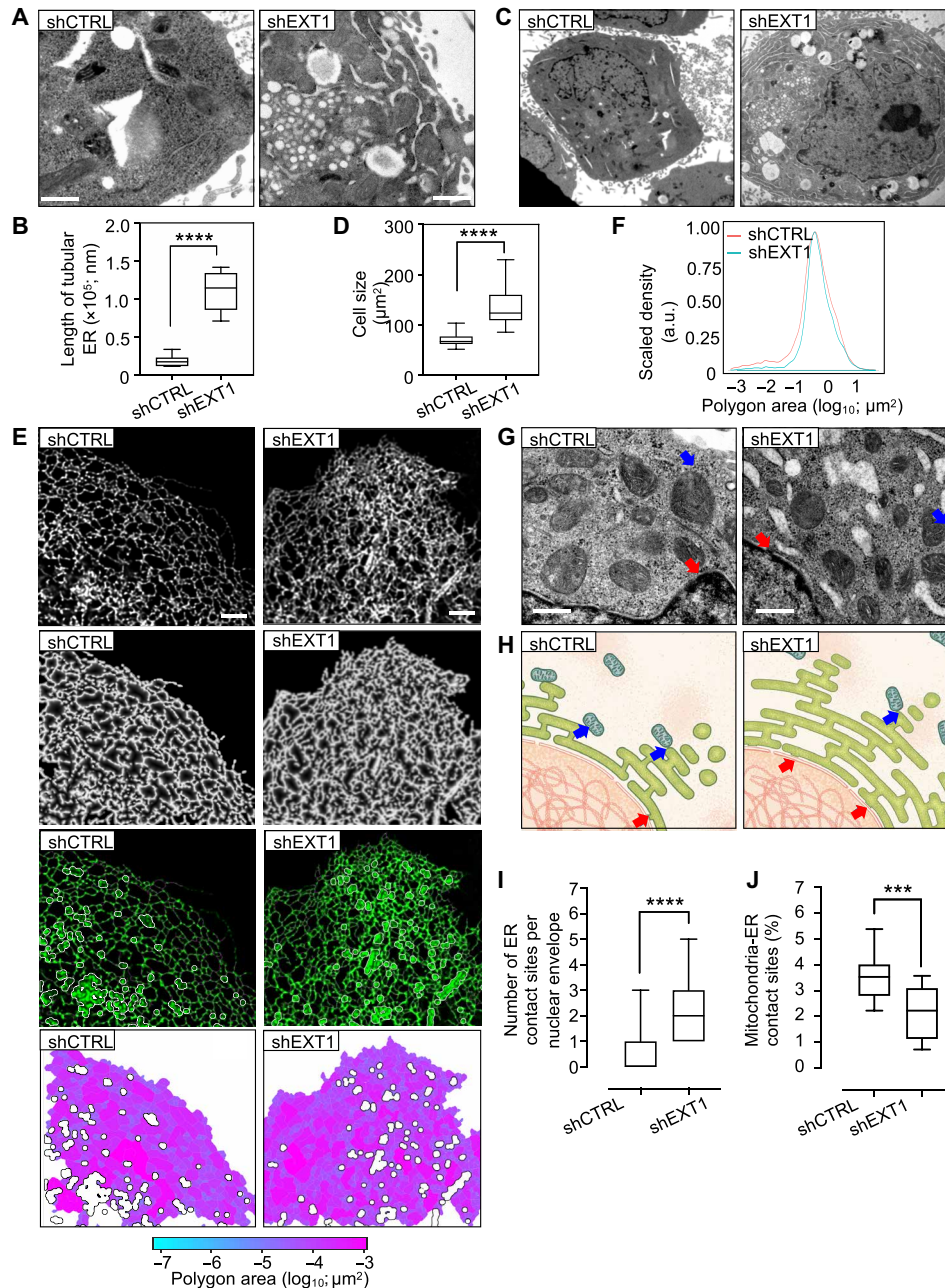 A
shCTRL
shEXT1
C
shCTRL
shEXT1
B
Length of tubular
ER (×10⁵; nm)
2.0
1.5
1.0
0.5
0
****
shCTRL
shEXT1
D
Cell size
(µm²)
300
200
100
0
****
shCTRL
shEXT1
F
Scaled density
(a.u.)
1.00
0.75
0.50
0.25
0
shCTRL
shEXT1
–3
–2
–1
0
1
Polygon area (log₁₀; µm²)
E
shCTRL
shEXT1
shCTRL
shEXT1
shCTRL
shEXT1
shCTRL
shEXT1
–7
–6
–5
–4
–3
Polygon area (log₁₀; µm²)
G
shCTRL
shEXT1
H
shCTRL
shEXT1
I
Number of ER
contact sites per
nuclear envelope
7
6
5
4
3
2
1
0
****
shCTRL
shEXT1
J
Mitochondria-ER
contact sites (%)
7
6
5
4
3
2
1
0
***
shCTRL
shEXT1